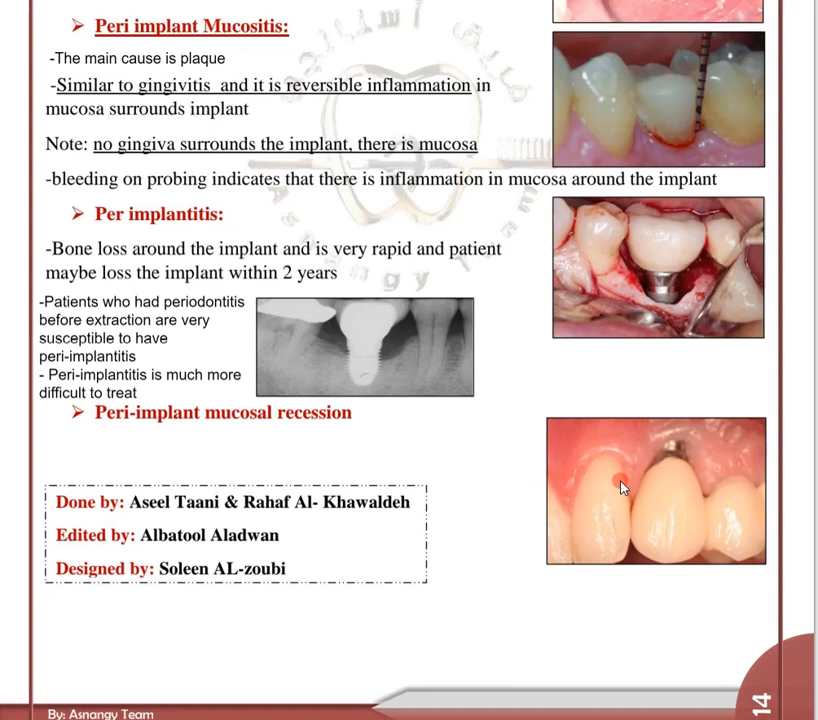 Peri implant Mucositis:
-The main cause is plaque
-Similar to gingivitis and it is reversible inflammation in
mucosa surrounds implant
Note: no gingiva surrounds the implant, there is mucosa
-bleeding on probing indicates that there is inflammation in mucosa around the implant
Per implantitis:
-Bone loss around the implant and is very rapid and patient
maybe loss the implant within 2 years
-Patients who had periodontitis
before extraction are very
susceptible to have
peri-implantitis
- Peri-implantitis is much more
difficult to treat
Peri-implant mucosal recession
Done by: Aseel Taani & Rahaf Al- Khawaldeh
Edited by: Albatool Aladwan
Designed by: Soleen AL-zoubi
By: Asnangy Team
14